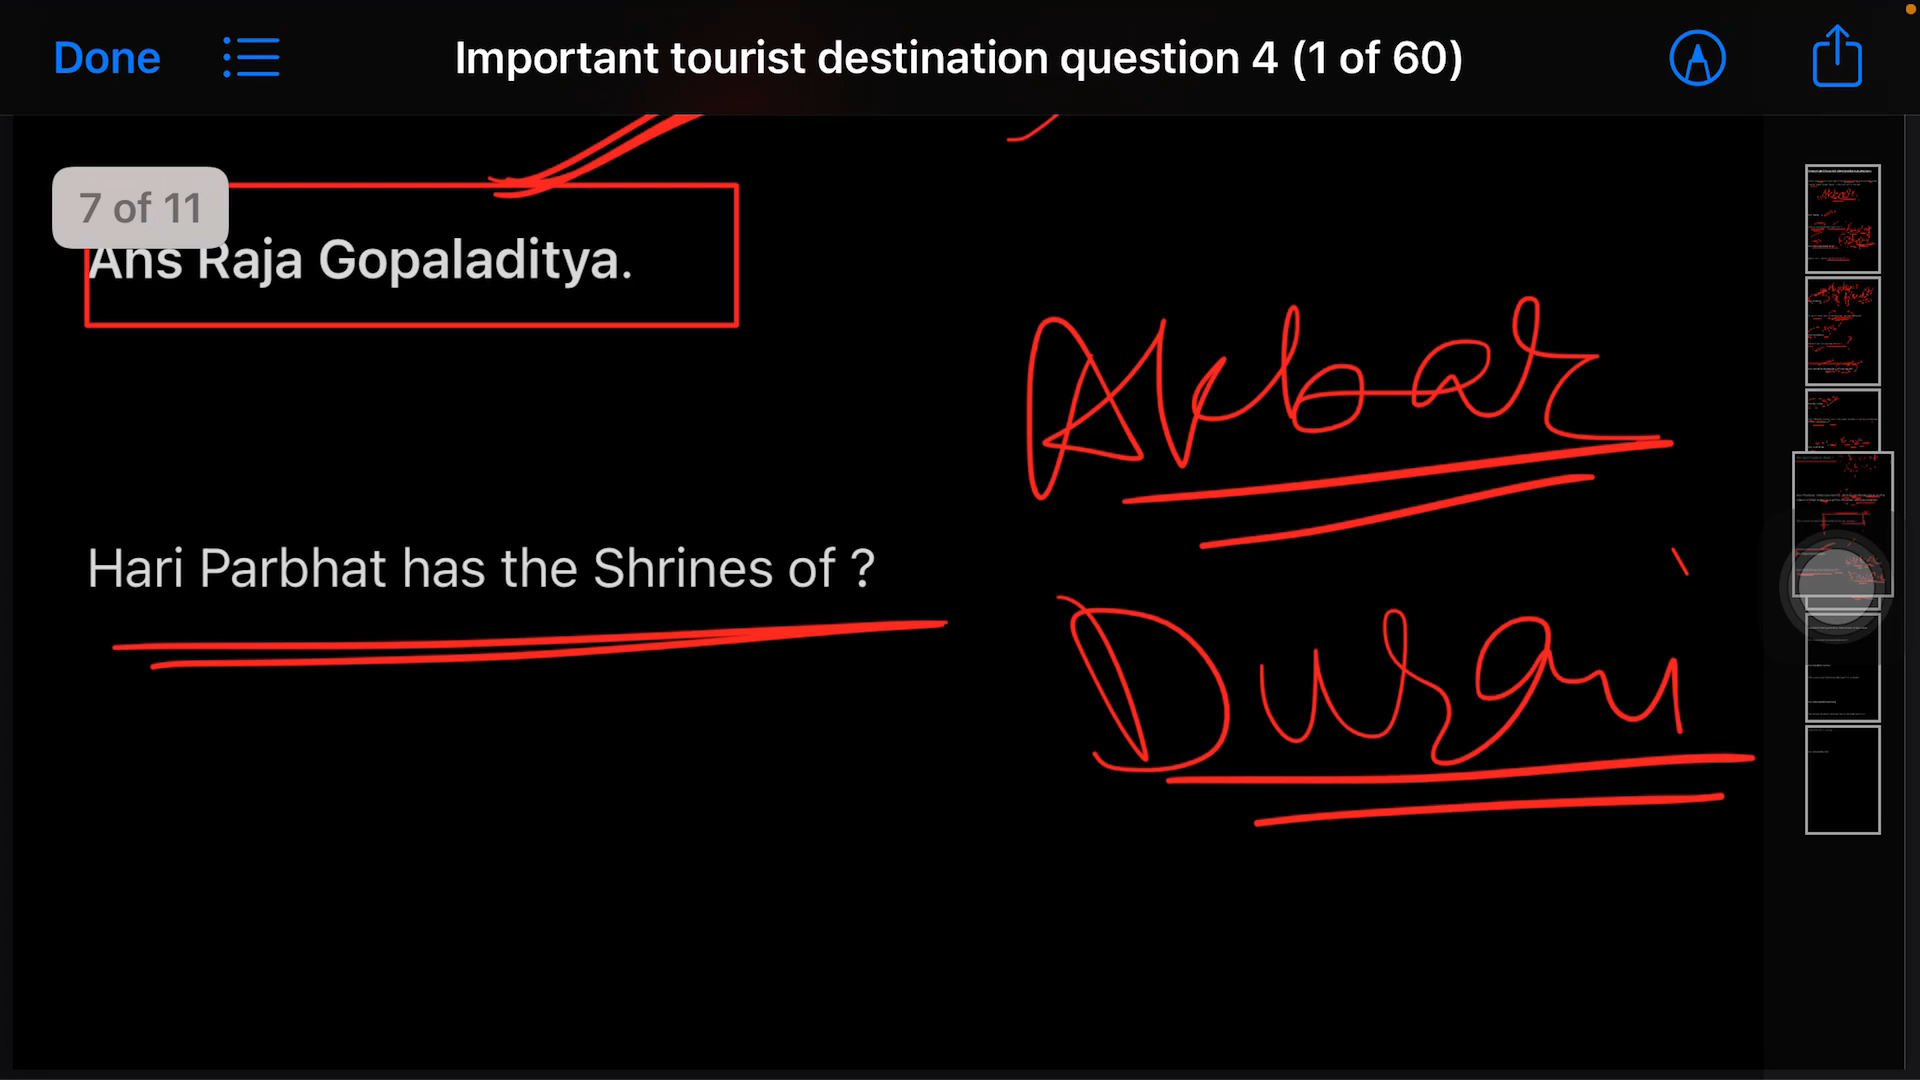 Done
Important tourist destination question 4 (1 of 60)
7 of 11
Ans Raja Gopaladitya.
Akbar
Hari Parbhat has the Shrines of ?
Durani